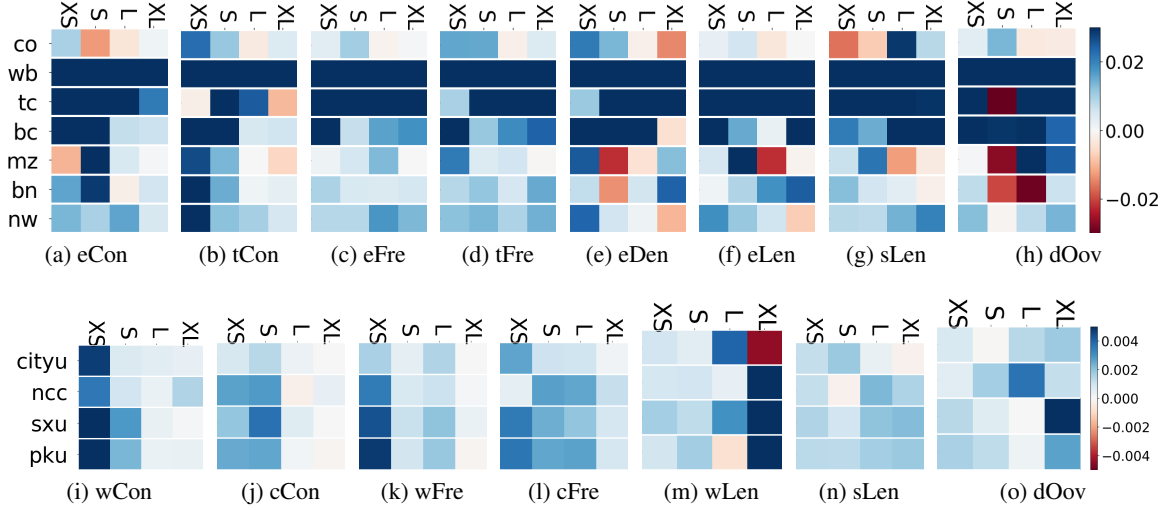 XS S L XL XS S L XL XS S L XL XS S L XL XS S L XL XS S L XL XS S L XL XS S L XL
co
wb
tc
bc
mz
bn
nw
0.02
0.00
−0.02
(a) eCon (b) tCon (c) eFre (d) tFre (e) eDen (f) eLen (g) sLen (h) dOov
XS S L XL XS S L XL XS S L XL XS S L XL XS S L XL XS S L XL XS S L XL
cityu
ncc
sxu
pku
0.004
0.002
0.000
−0.002
−0.004
(i) wCon (j) cCon (k) wFre (l) cFre (m) wLen (n) sLen (o) dOov